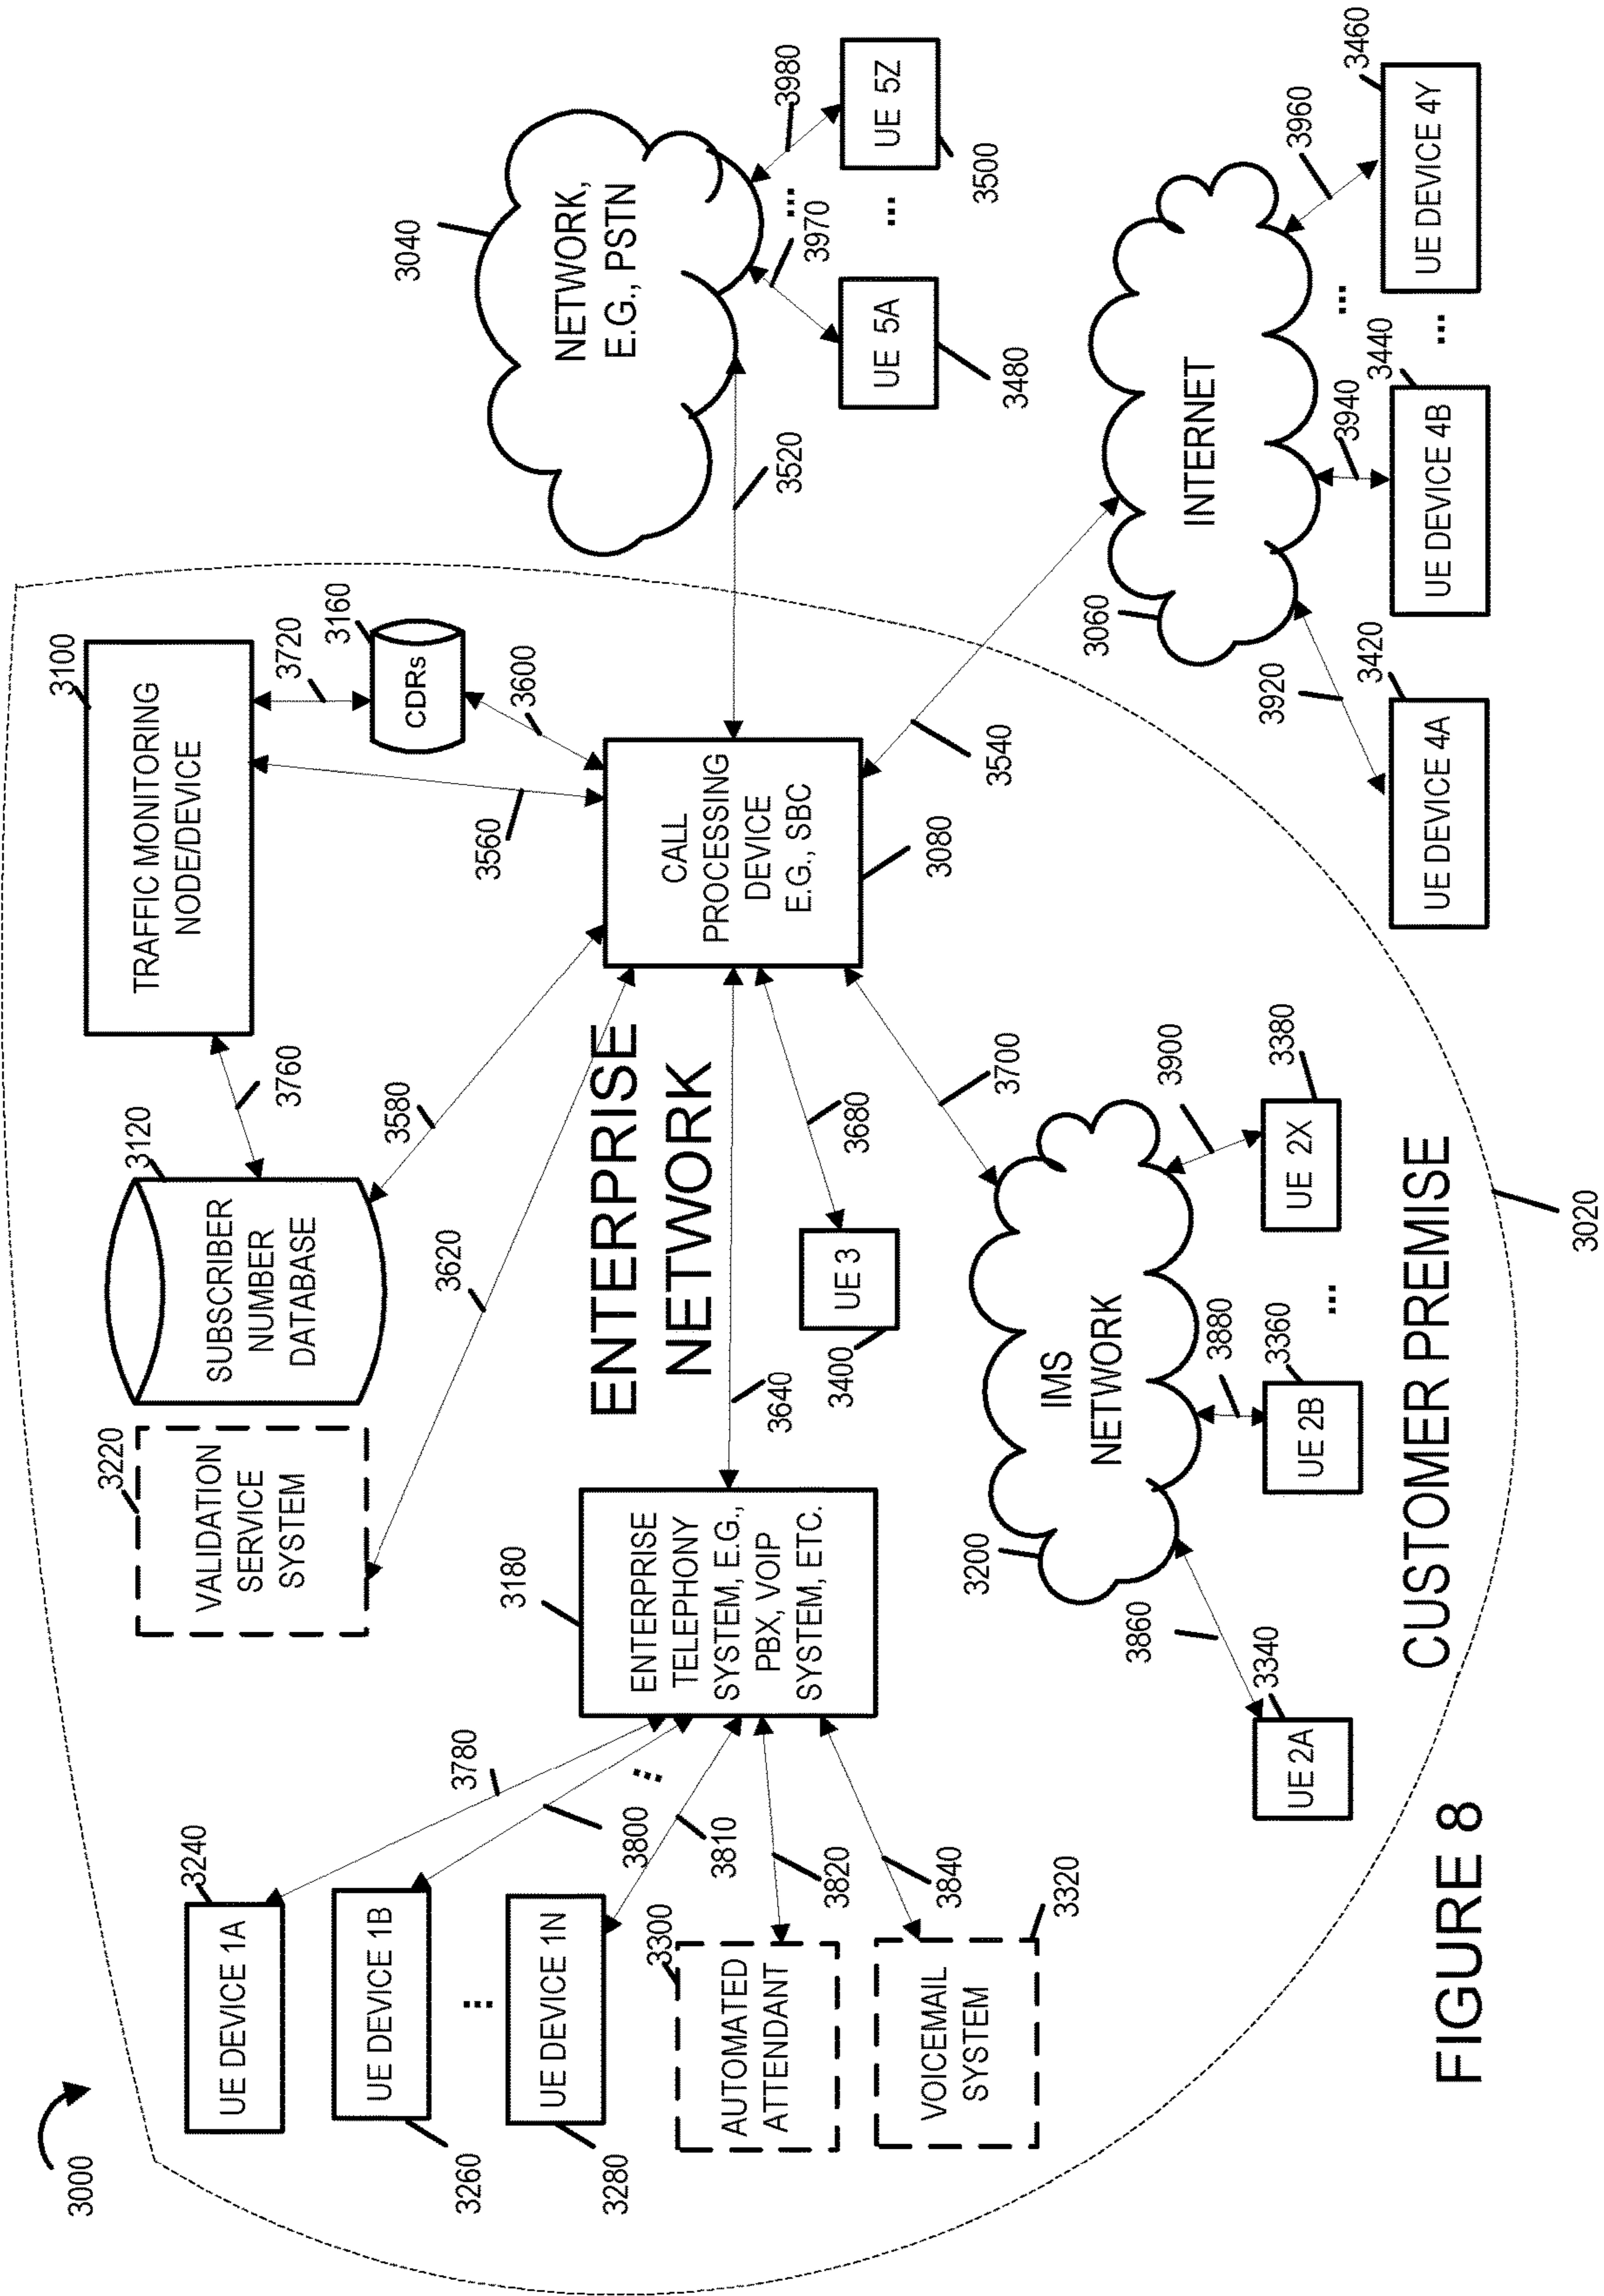 3000
3240
UE DEVICE 1A
3260
UE DEVICE 1B
...
3280
UE DEVICE 1N
3300
AUTOMATED
ATTENDANT
3320
VOICEMAIL
SYSTEM
3780
3800
...
3810
3820
3840
3220
VALIDATION
SERVICE
SYSTEM
3120
SUBSCRIBER
NUMBER
DATABASE
3760
3100
TRAFFIC MONITORING
NODE/DEVICE
3720
3160
CDRs
3600
3560
3580
3620
3180
ENTERPRISE
TELEPHONY
SYSTEM, E.G.,
PBX, VOIP
SYSTEM, ETC.
3640
ENTERPRISE
NETWORK
CALL
PROCESSING
DEVICE
E.G., SBC
3080
3680
UE 3
3400
3700
3200
IMS
NETWORK
3860
3340
UE 2A
3880
3360
UE 2B
...
3900
3380
UE 2X
3520
3540
3040
NETWORK,
E.G., PSTN
3970
...
3980
UE 5A
3480
...
UE 5Z
3500
3060
INTERNET
3920
3420
UE DEVICE 4A
3940
3440
UE DEVICE 4B
...
...
3960
3460
UE DEVICE 4Y
CUSTOMER PREMISE
3020
FIGURE 8